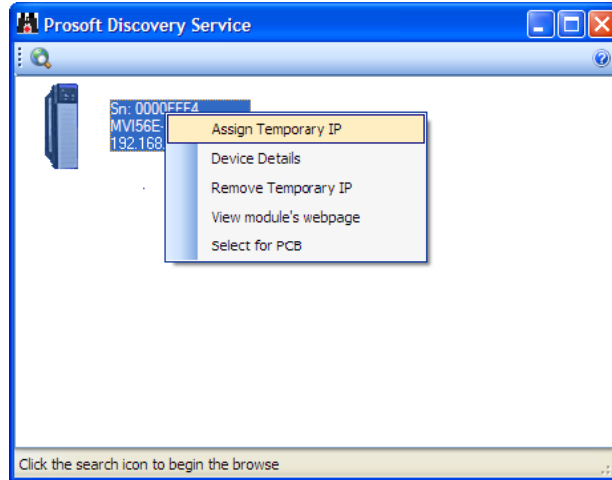 Prosoft Discovery Service
Sn: 0000FFF4
MVI56E-
192.168.
Assign Temporary IP
Device Details
Remove Temporary IP
View module's webpage
Select for PCB
Click the search icon to begin the browse